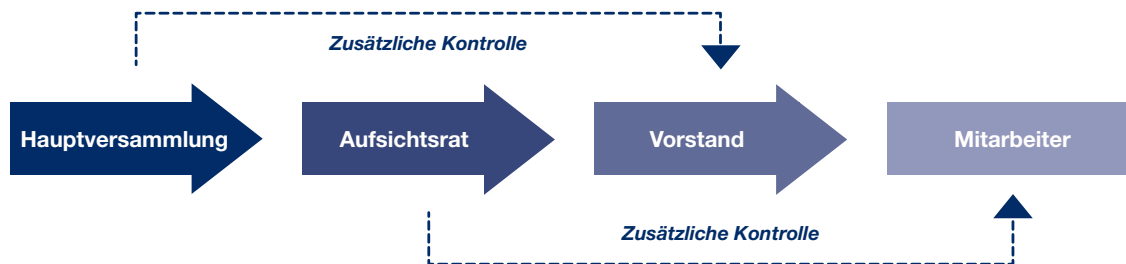 Zusätzliche Kontrolle
Hauptversammlung
Aufsichtsrat
Vorstand
Mitarbeiter
Zusätzliche Kontrolle